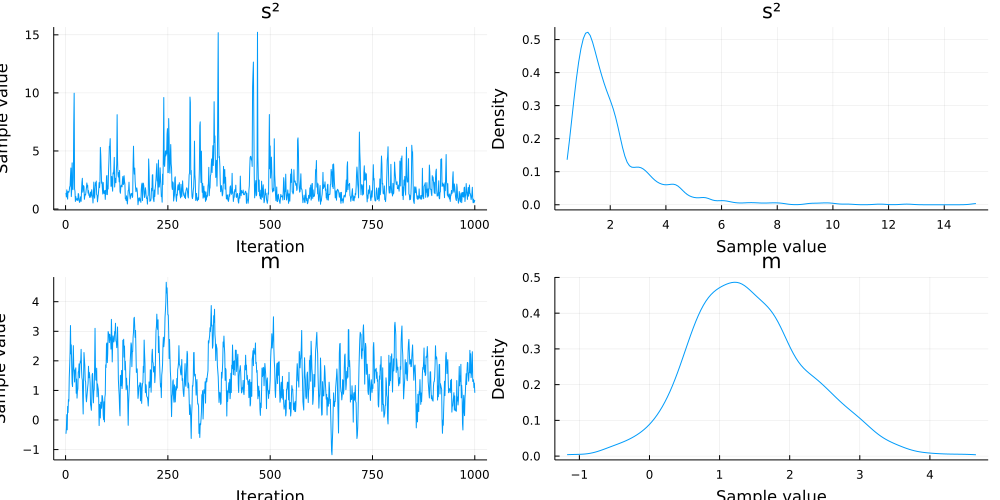 s²
s²
15
10
5
0
0.5
0.4
0.3
0.2
0.1
0.0
Sample value
Density
0 250 500 750 1000
2 4 6 8 10 12 14
Iteration
Sample value
m
m
4
3
2
1
0
−1
0.5
0.4
0.3
0.2
0.1
0.0
Sample value
Density
0 250 500 750 1000
−1 0 1 2 3 4
Iteration
Sample value